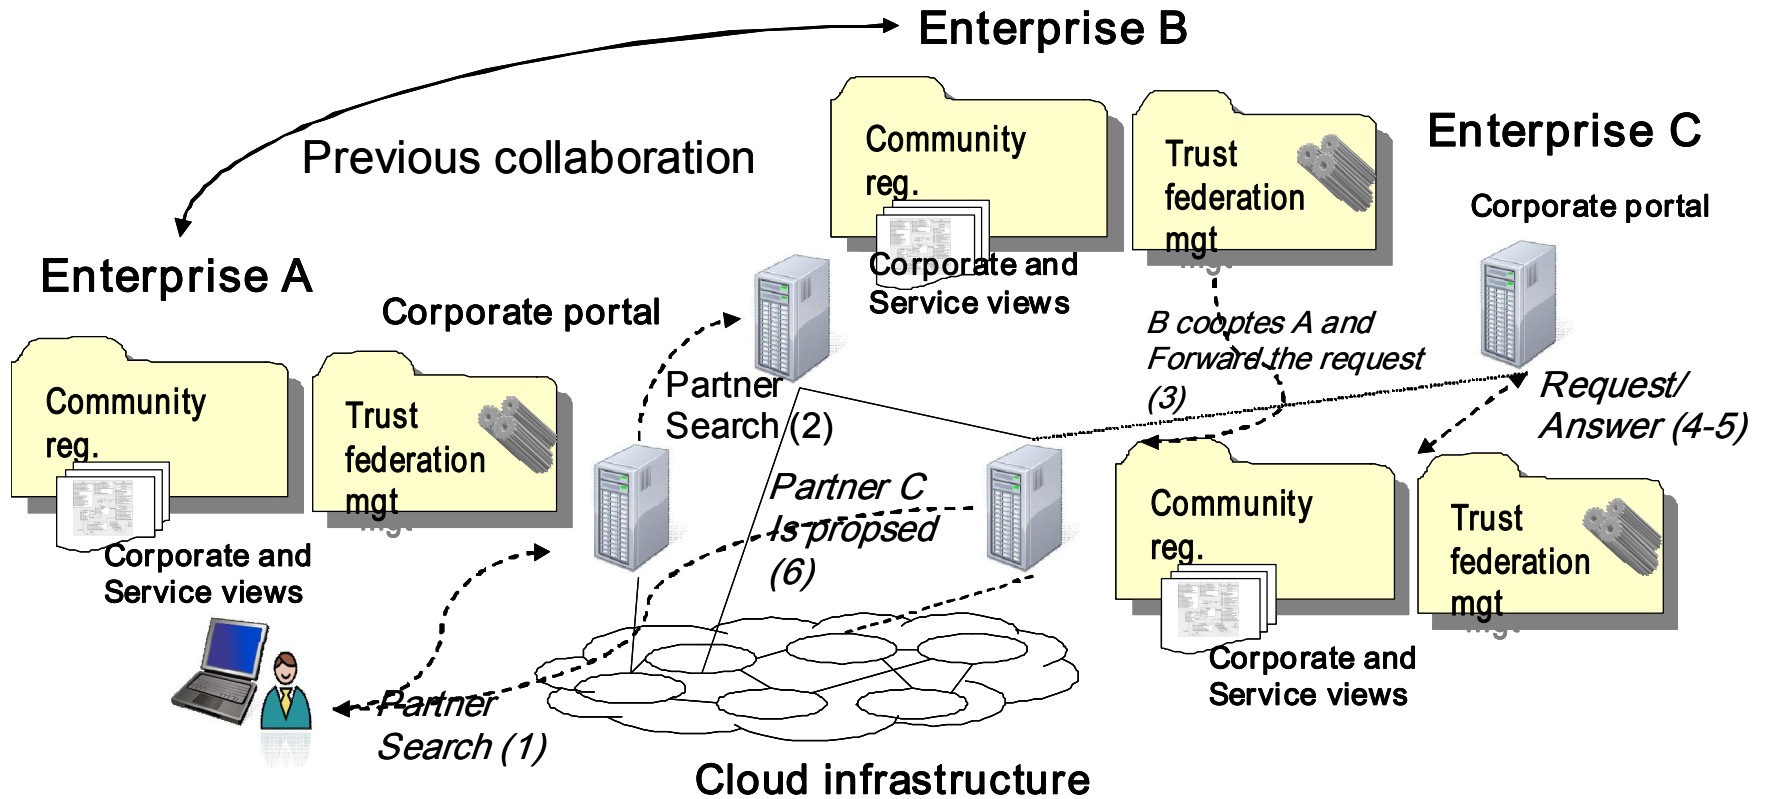 Enterprise B
Previous collaboration
Community
reg.
Trust
federation
mgt
mgt
Corporate and
Service views
Enterprise C
Corporate portal
Enterprise A
Corporate portal
Community
reg.
Trust
federation
mgt
mgt
Corporate and
Service views
Partner
Search (2)
B cooptes A and
Forward the request
(3)
Request/
Answer (4-5)
Partner C
Is propsed
(6)
Community
reg.
Trust
federation
mgt
mgt
Corporate and
Service views
Partner
Search (1)
Cloud infrastructure